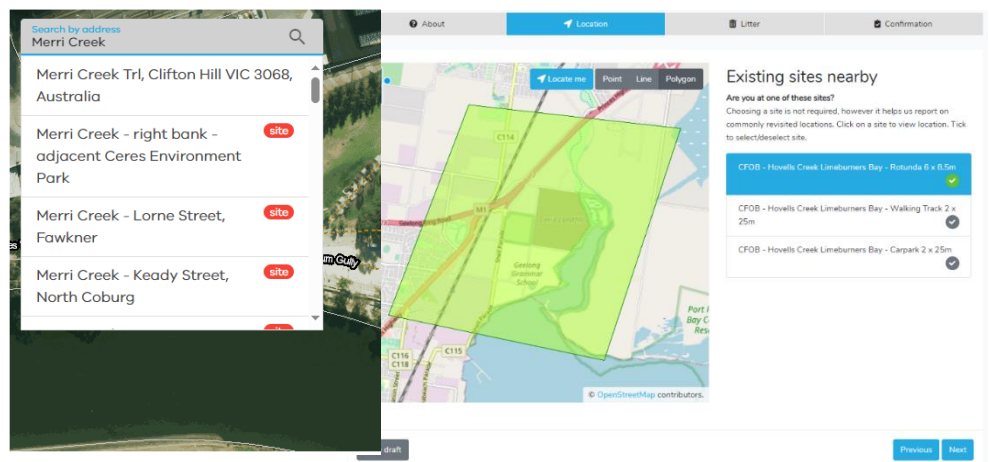 Search by address
Merri Creek
Merri Creek Trl, Clifton Hill VIC 3068,
Australia
Merri Creek - right bank -
site
adjacent Ceres Environment
Park
Merri Creek - Lorne Street,
site
Fawkner
Merri Creek - Keady Street,
site
North Coburg
um Gully
About
Location
Litter
Confirmation
Locate me
Point
Line
Polygon
C114
M1
Geelong
Grammar
School
C116
C118
C115
© OpenStreetMap contributors.
Existing sites nearby
Are you at one of these sites?
Choosing a site is not required, however it helps us report on
commonly revisited locations. Click on a site to view location. Tick
to select/deselect site.
CFOB - Hovells Creek Limeburners Bay - Rotunda 6 x 8.5m
CFOB - Hovells Creek Limeburners Bay - Walking Track 2 x
25m
CFOB - Hovells Creek Limeburners Bay - Carpark 2 x 25m
draft
Previous
Next